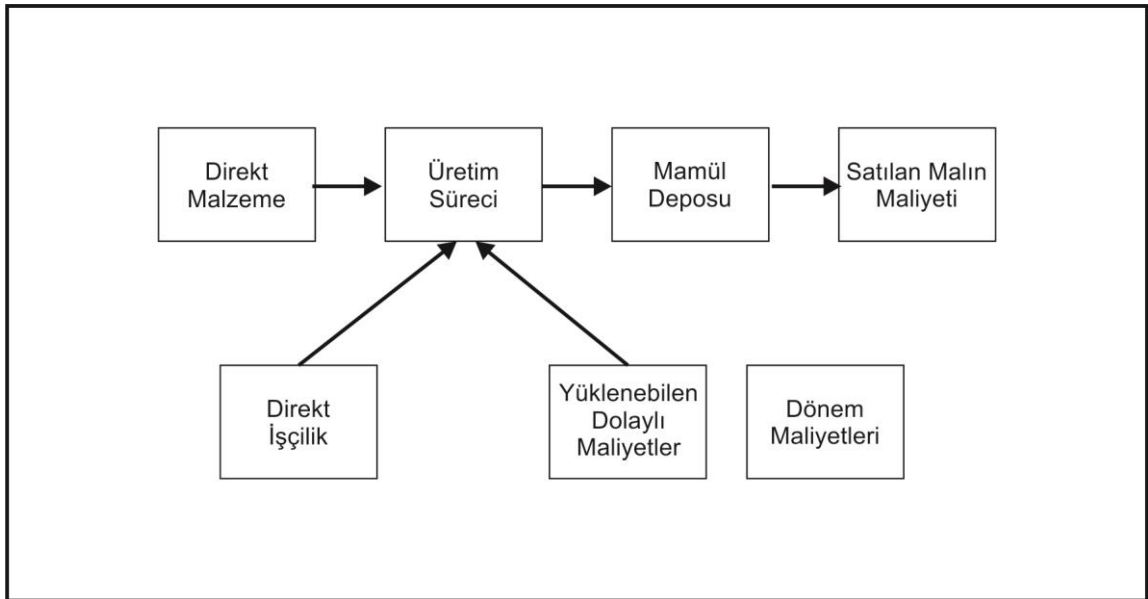 Direkt
Malzeme
Üretim
Süreci
Mamül
Deposu
Satılan Malın
Maliyeti
Direkt
İşçilik
Yüklenebilen
Dolaylı
Maliyetler
Dönem
Maliyetleri